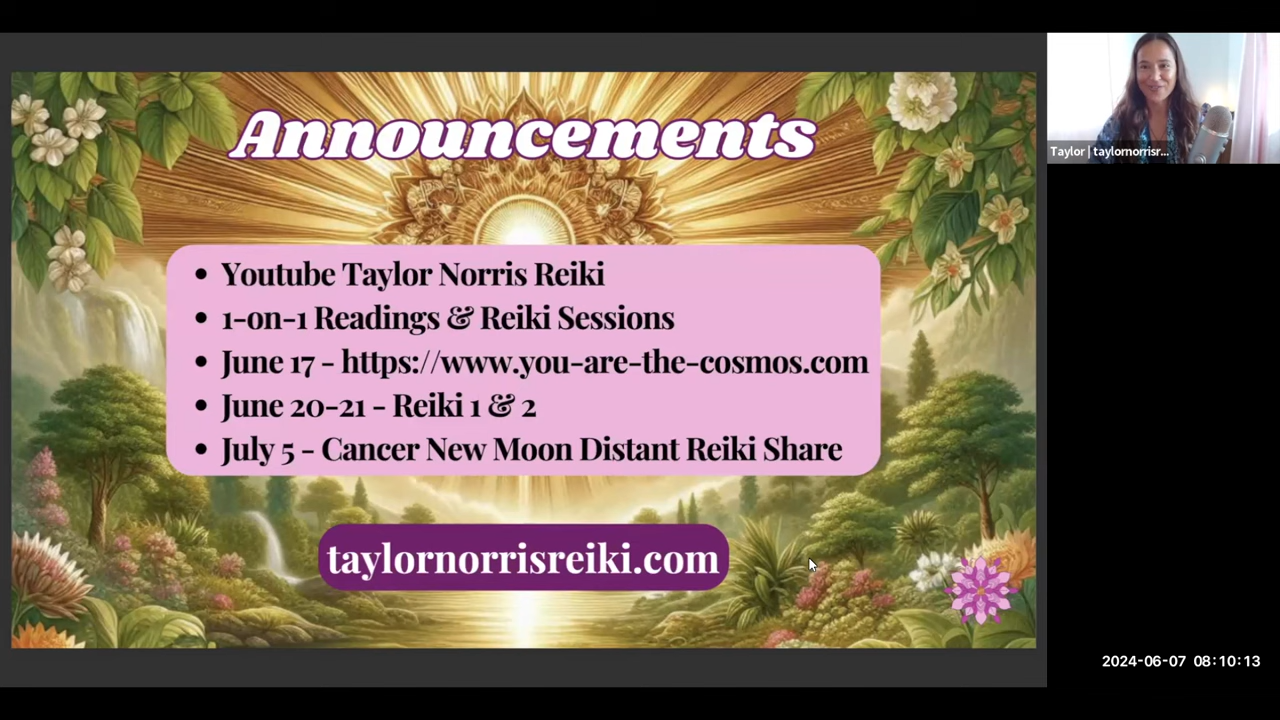 Announcements
• Youtube Taylor Norris Reiki
• 1-on-1 Readings & Reiki Sessions
• June 17 - https://www.you-are-the-cosmos.com
• June 20-21 - Reiki 1 & 2
• July 5 - Cancer New Moon Distant Reiki Share
taylornorrisreiki.com
Taylor | taylornorrisr...
2024-06-07 08:10:13